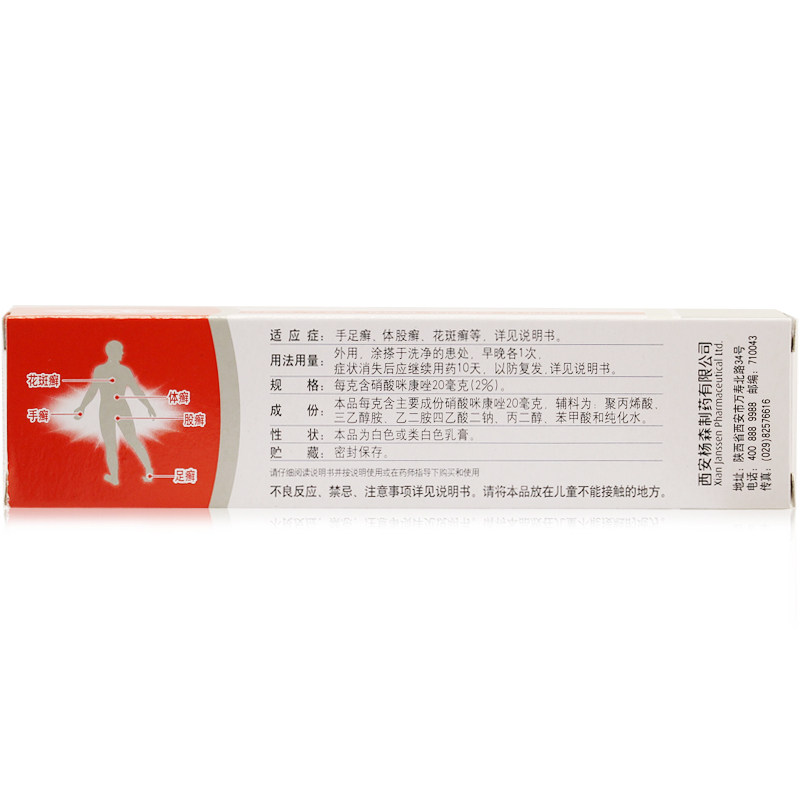 花斑癣
体癣
手癣
股癣
足癣
适应症：手足癣、体股癣、花斑癣等，详见说明书。
用法用量：外用，涂搽于洗净的患处，早晚各1次，
症状消失后应继续用药10天，以防复发，详见说明书。
规格：每克含硝酸咪康唑20毫克(2%)。
成份：本品每克含主要成份硝酸咪康唑20毫克，辅料为：聚丙烯酸、
三乙醇胺、乙二胺四乙酸二钠、丙二醇、苯甲酸和纯化水。
性状：本品为白色或类白色乳膏。
贮藏：密封保存。
请仔细阅读说明书并按说明使用或在药师指导下购买和使用
不良反应、禁忌、注意事项详见说明书。请将本品放在儿童不能接触的地方。
西安杨森制药有限公司
Xian Janssen Pharmaceutical Ltd.
地址：陕西省西安市万寿北路34号
电话：400 888 9988 邮编：710043
传真：(029)82576616